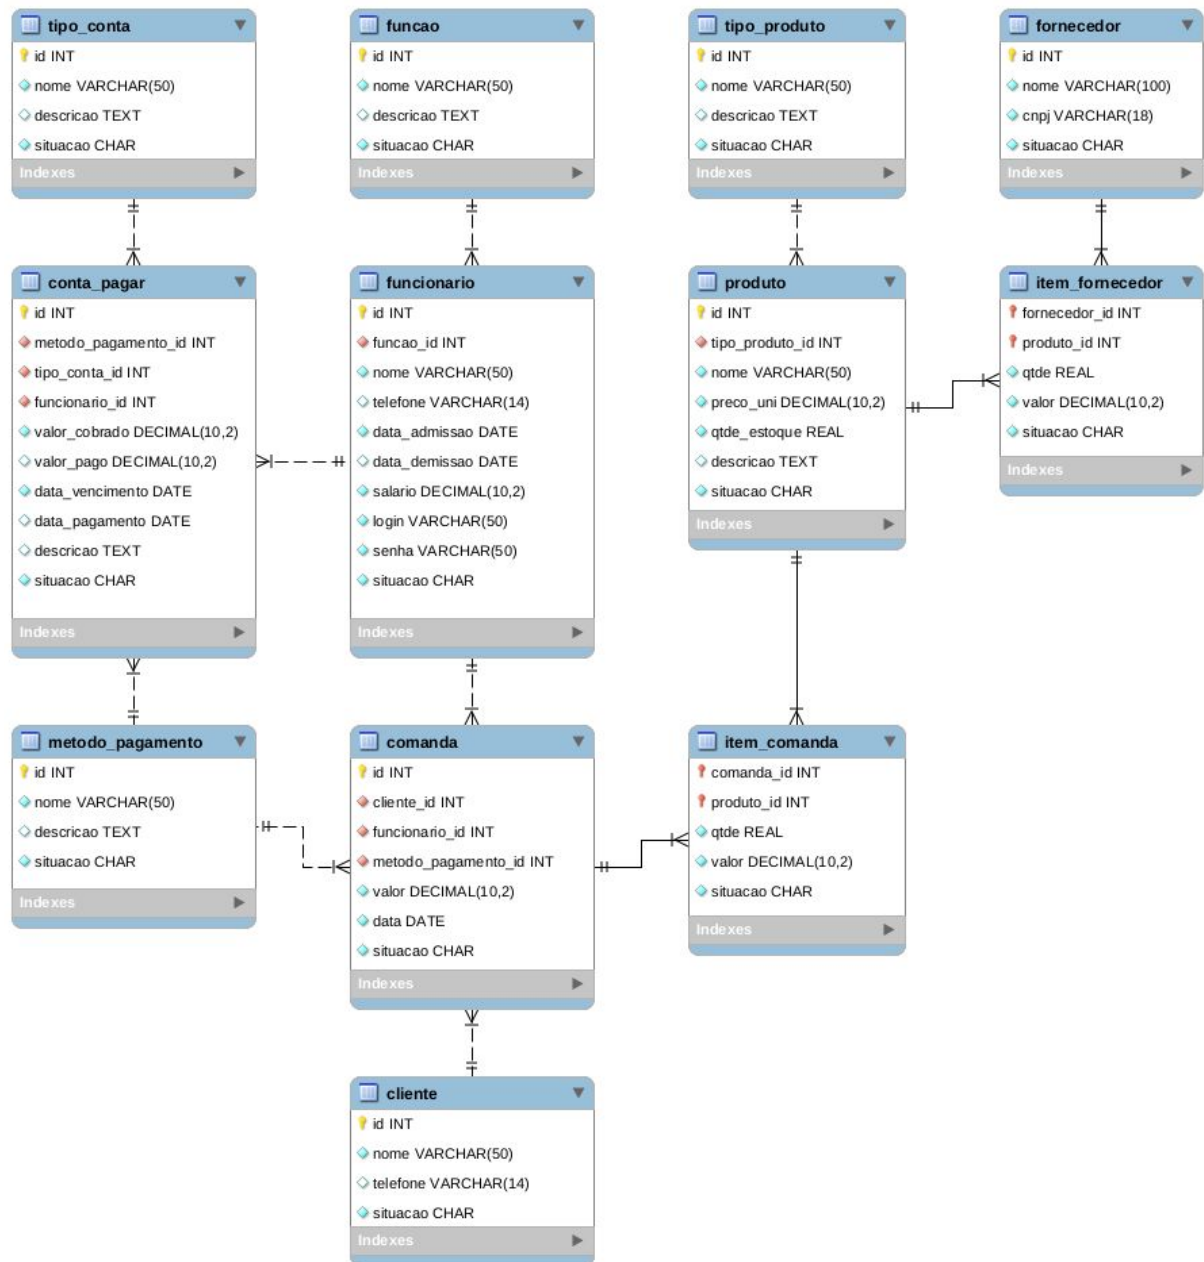 tipo_conta
id INT
nome VARCHAR(50)
descricao TEXT
situacao CHAR
Indexes
funcao
id INT
nome VARCHAR(50)
descricao TEXT
situacao CHAR
Indexes
tipo_produto
id INT
nome VARCHAR(50)
descricao TEXT
situacao CHAR
Indexes
fornecedor
id INT
nome VARCHAR(100)
cnpj VARCHAR(18)
situacao CHAR
Indexes
conta_pagar
id INT
metodo_pagamento_id INT
tipo_conta_id INT
funcionario_id INT
valor_cobrado DECIMAL(10,2)
valor_pago DECIMAL(10,2)
data_vencimento DATE
data_pagamento DATE
descricao TEXT
situacao CHAR
Indexes
funcionario
id INT
funcao_id INT
nome VARCHAR(50)
telefone VARCHAR(14)
data_admissao DATE
data_demissao DATE
salario DECIMAL(10,2)
login VARCHAR(50)
senha VARCHAR(50)
situacao CHAR
Indexes
produto
id INT
tipo_produto_id INT
nome VARCHAR(50)
preco_uni DECIMAL(10,2)
qtde_estoque REAL
descricao TEXT
situacao CHAR
Indexes
item_fornecedor
fornecedor_id INT
produto_id INT
qtde REAL
valor DECIMAL(10,2)
situacao CHAR
Indexes
metodo_pagamento
id INT
nome VARCHAR(50)
descricao TEXT
situacao CHAR
Indexes
comanda
id INT
cliente_id INT
funcionario_id INT
metodo_pagamento_id INT
valor DECIMAL(10,2)
data DATE
situacao CHAR
Indexes
item_comanda
comanda_id INT
produto_id INT
qtde REAL
valor DECIMAL(10,2)
situacao CHAR
Indexes
cliente
id INT
nome VARCHAR(50)
telefone VARCHAR(14)
situacao CHAR
Indexes